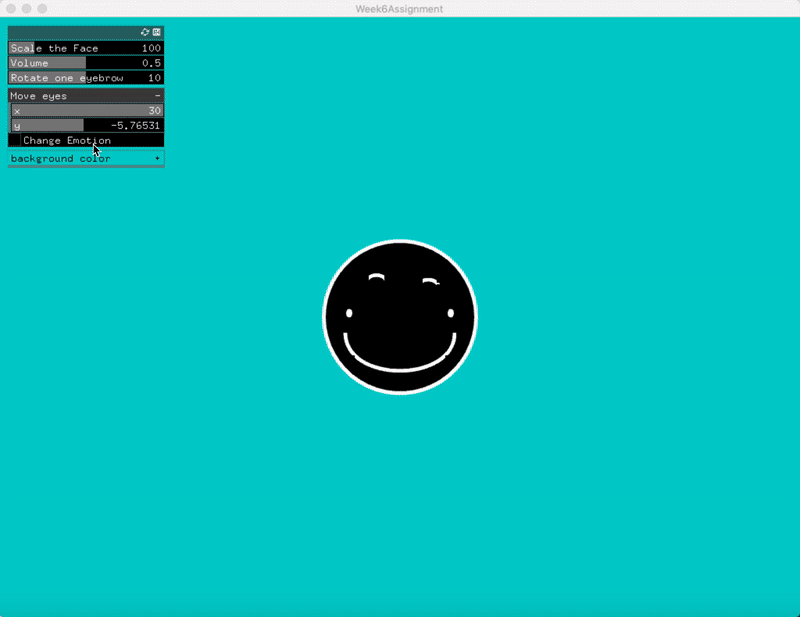 Week6Assignment
Scale the Face 100
Volume 0.5
Rotate one eyebrow 10
Move eyes -
x 30
y -5.76531
Change Emotion
background color +